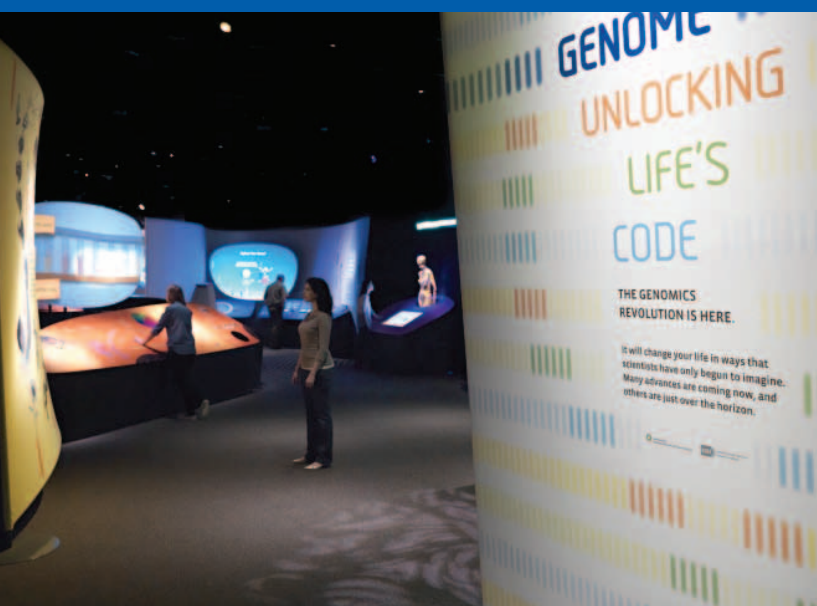 GENOME
UNLOCKING
LIFE'S
CODE
THE GENOMICS
REVOLUTION IS HERE.
It will change your life in ways that
scientists have only begun to imagine.
Many advances are coming now, and
others are just over the horizon.